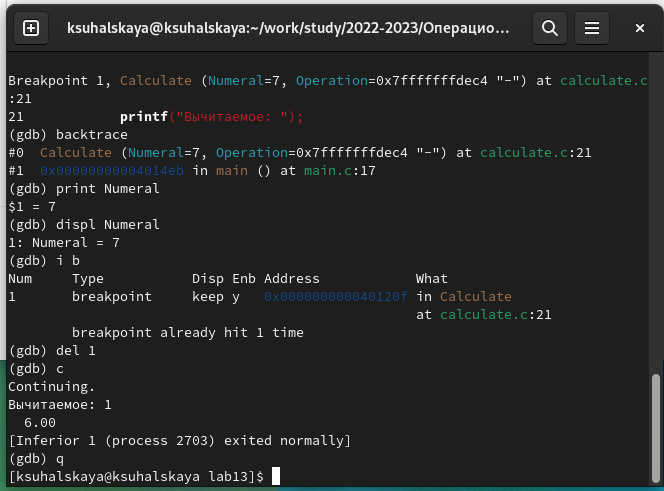 ksuhalskaya@ksuhalskaya:~/work/study/2022-2023/Операцио...
Breakpoint 1, Calculate (Numeral=7, Operation=0x7fffffffdec4 "-") at calculate.c
:21
21            printf("Вычитаемое: ");
(gdb) backtrace
#0  Calculate (Numeral=7, Operation=0x7fffffffdec4 "-") at calculate.c:21
#1  0x00000000004014eb in main () at main.c:17
(gdb) print Numeral
$1 = 7
(gdb) displ Numeral
1: Numeral = 7
(gdb) i b
Num     Type           Disp Enb Address            What
1       breakpoint     keep y   0x000000000040120f in Calculate
                                                   at calculate.c:21
        breakpoint already hit 1 time
(gdb) del 1
(gdb) c
Continuing.
Вычитаемое: 1
  6.00
[Inferior 1 (process 2703) exited normally]
(gdb) q
[ksuhalskaya@ksuhalskaya lab13]$